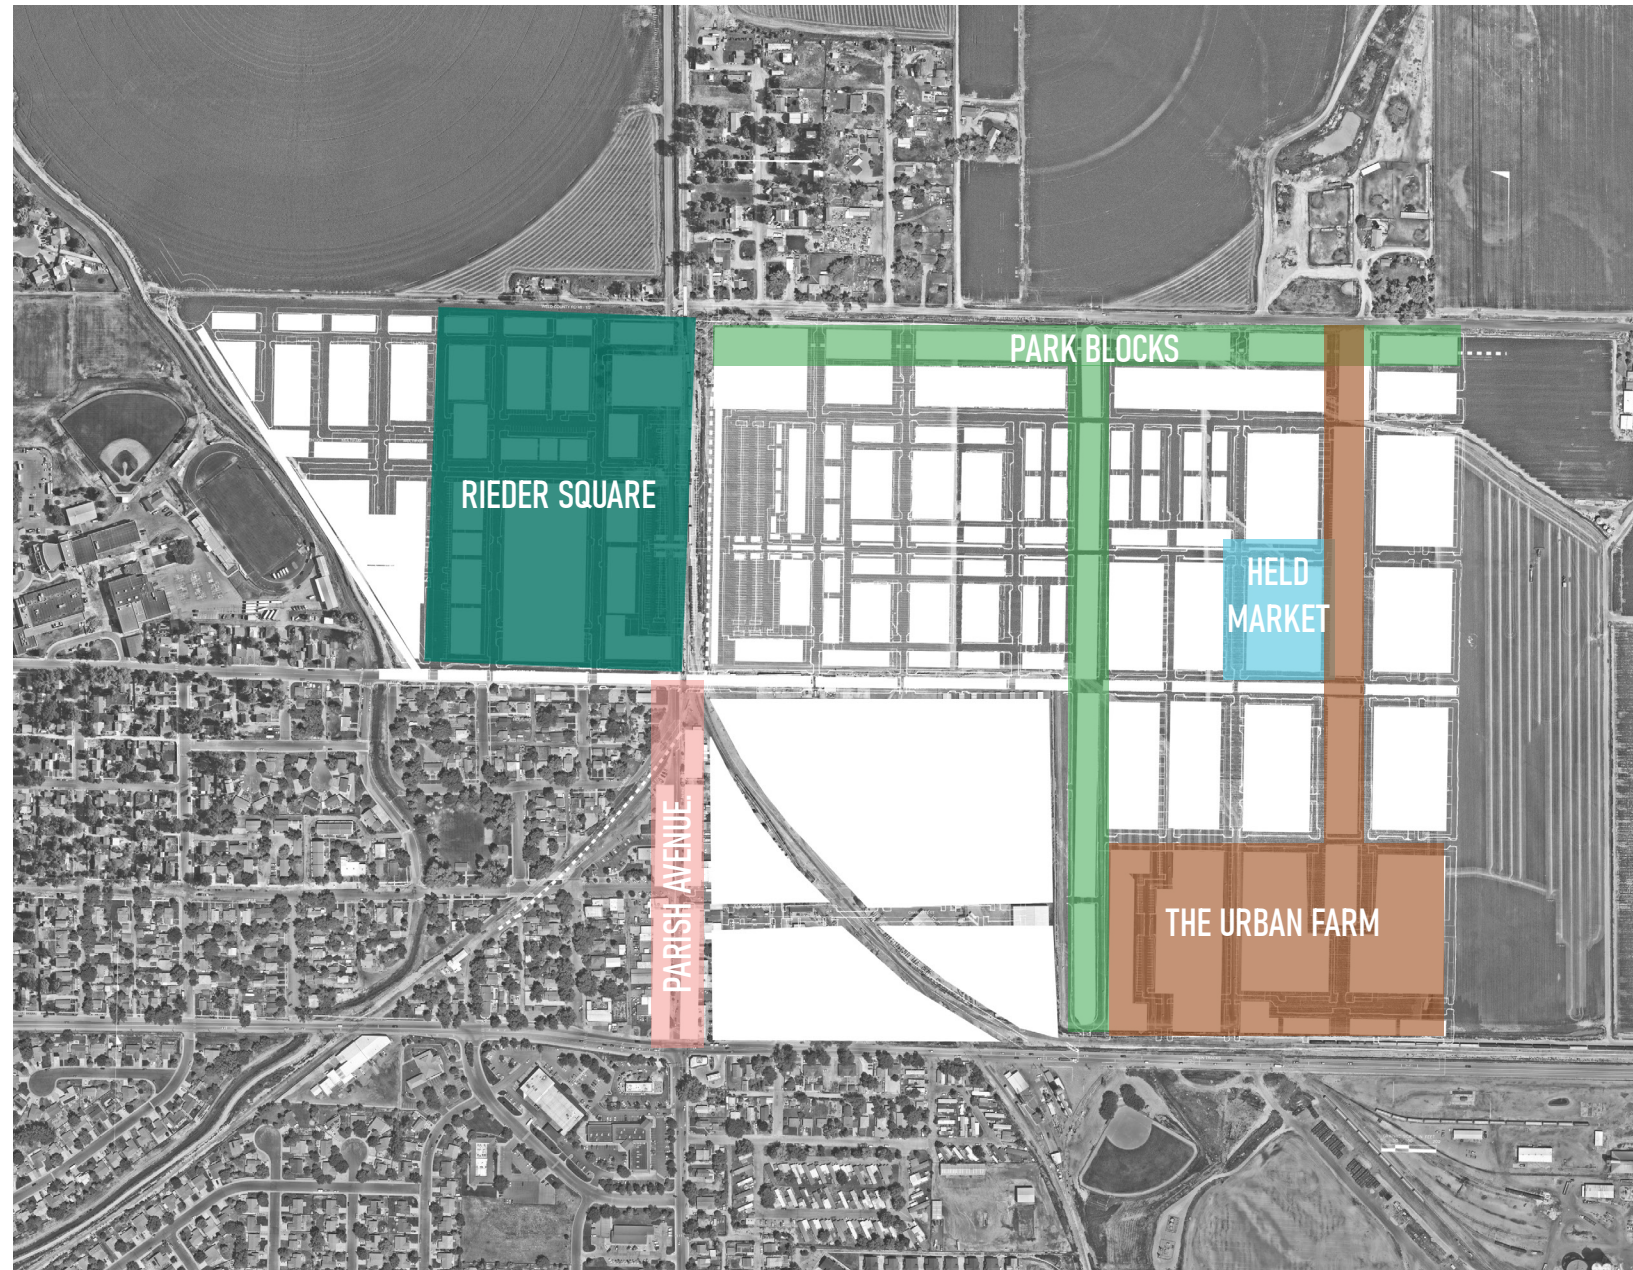 PARK BLOCKS
RIEDER SQUARE
HELD
MARKET
PARISH AVENUE.
THE URBAN FARM